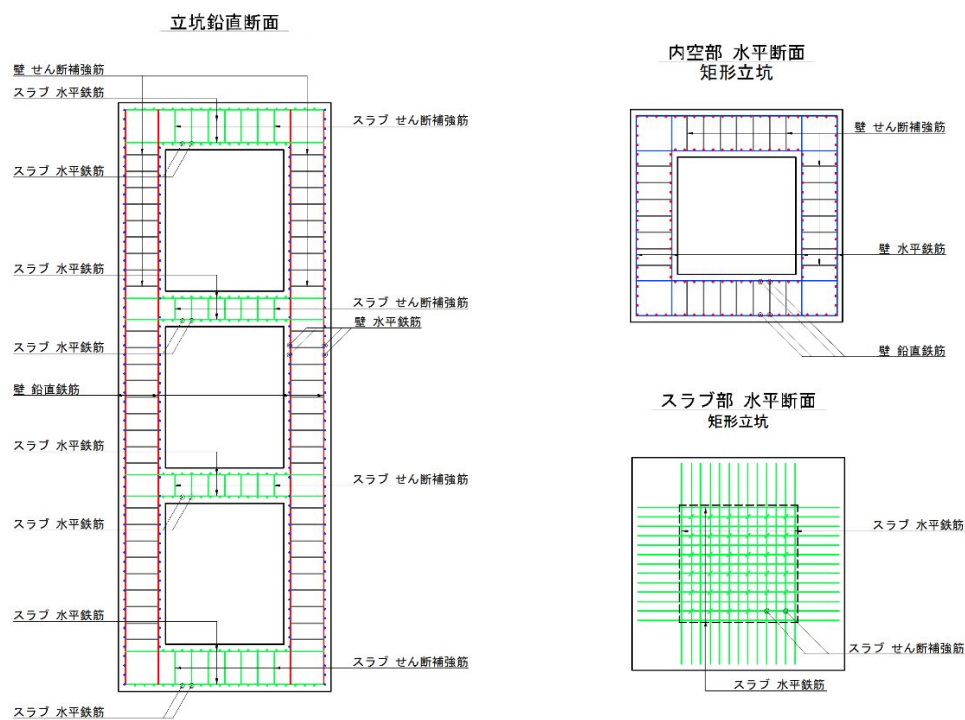 立坑鉛直断面
壁 せん断補強筋
スラブ 水平鉄筋
スラブ せん断補強筋
スラブ 水平鉄筋
スラブ 水平鉄筋
スラブ せん断補強筋
壁 水平鉄筋
スラブ 水平鉄筋
壁 鉛直鉄筋
スラブ 水平鉄筋
スラブ せん断補強筋
スラブ 水平鉄筋
スラブ 水平鉄筋
スラブ せん断補強筋
スラブ 水平鉄筋
内空部 水平断面
矩形立坑
壁 せん断補強筋
壁 水平鉄筋
壁 鉛直鉄筋
スラブ部 水平断面
矩形立坑
スラブ 水平鉄筋
スラブ せん断補強筋
スラブ 水平鉄筋